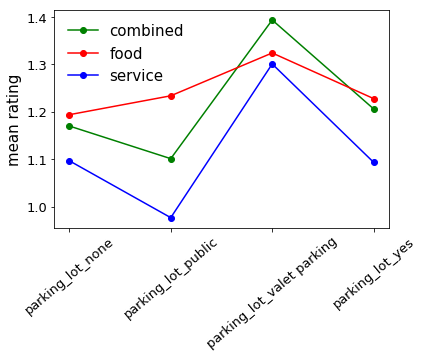 combined
food
service
mean rating
1.4
1.3
1.2
1.1
1.0
parking_lot_none
parking_lot_public
parking_lot_valet parking
parking_lot_yes